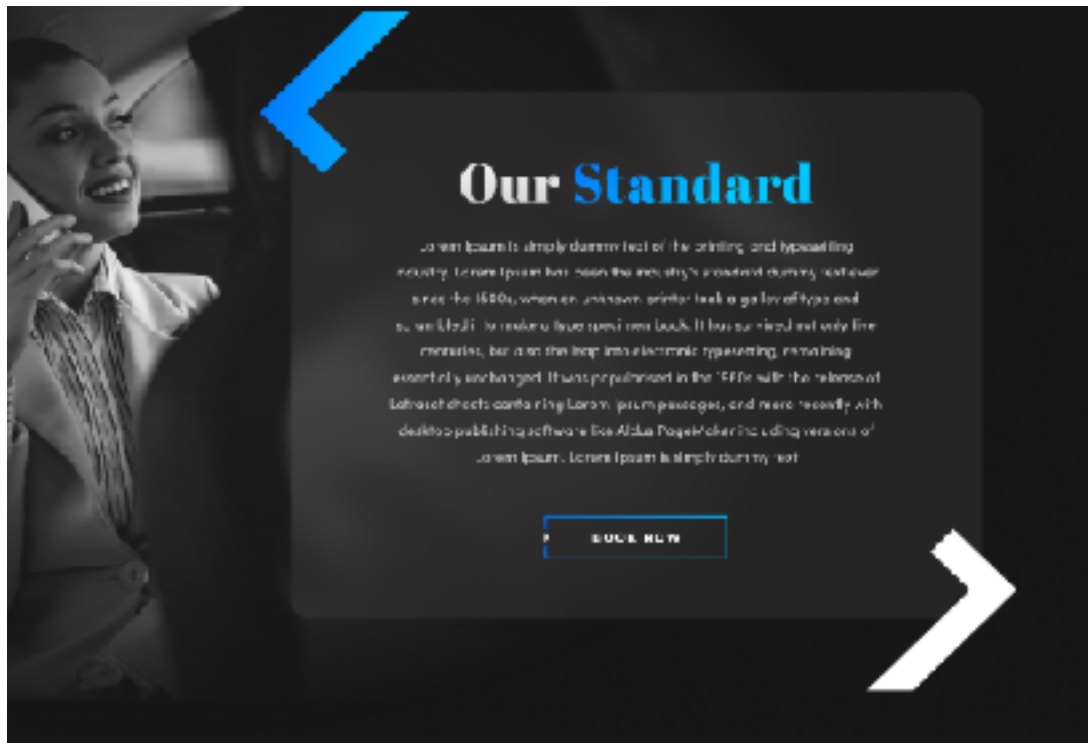 Our Standard
Lorem Ipsum is simply dummy text of the printing and typesetting
industry. Lorem Ipsum has been the industry's standard dummy text ever
since the 1500s, when an unknown printer took a galley of type and
scrambled it to make a type specimen book. It has survived not only five
centuries, but also the leap into electronic typesetting, remaining
essentially unchanged. It was popularised in the 1960s with the release of
Letraset sheets containing Lorem Ipsum passages, and more recently with
desktop publishing software like Aldus PageMaker including versions of
Lorem Ipsum. Lorem Ipsum is simply dummy text
BOOK NOW